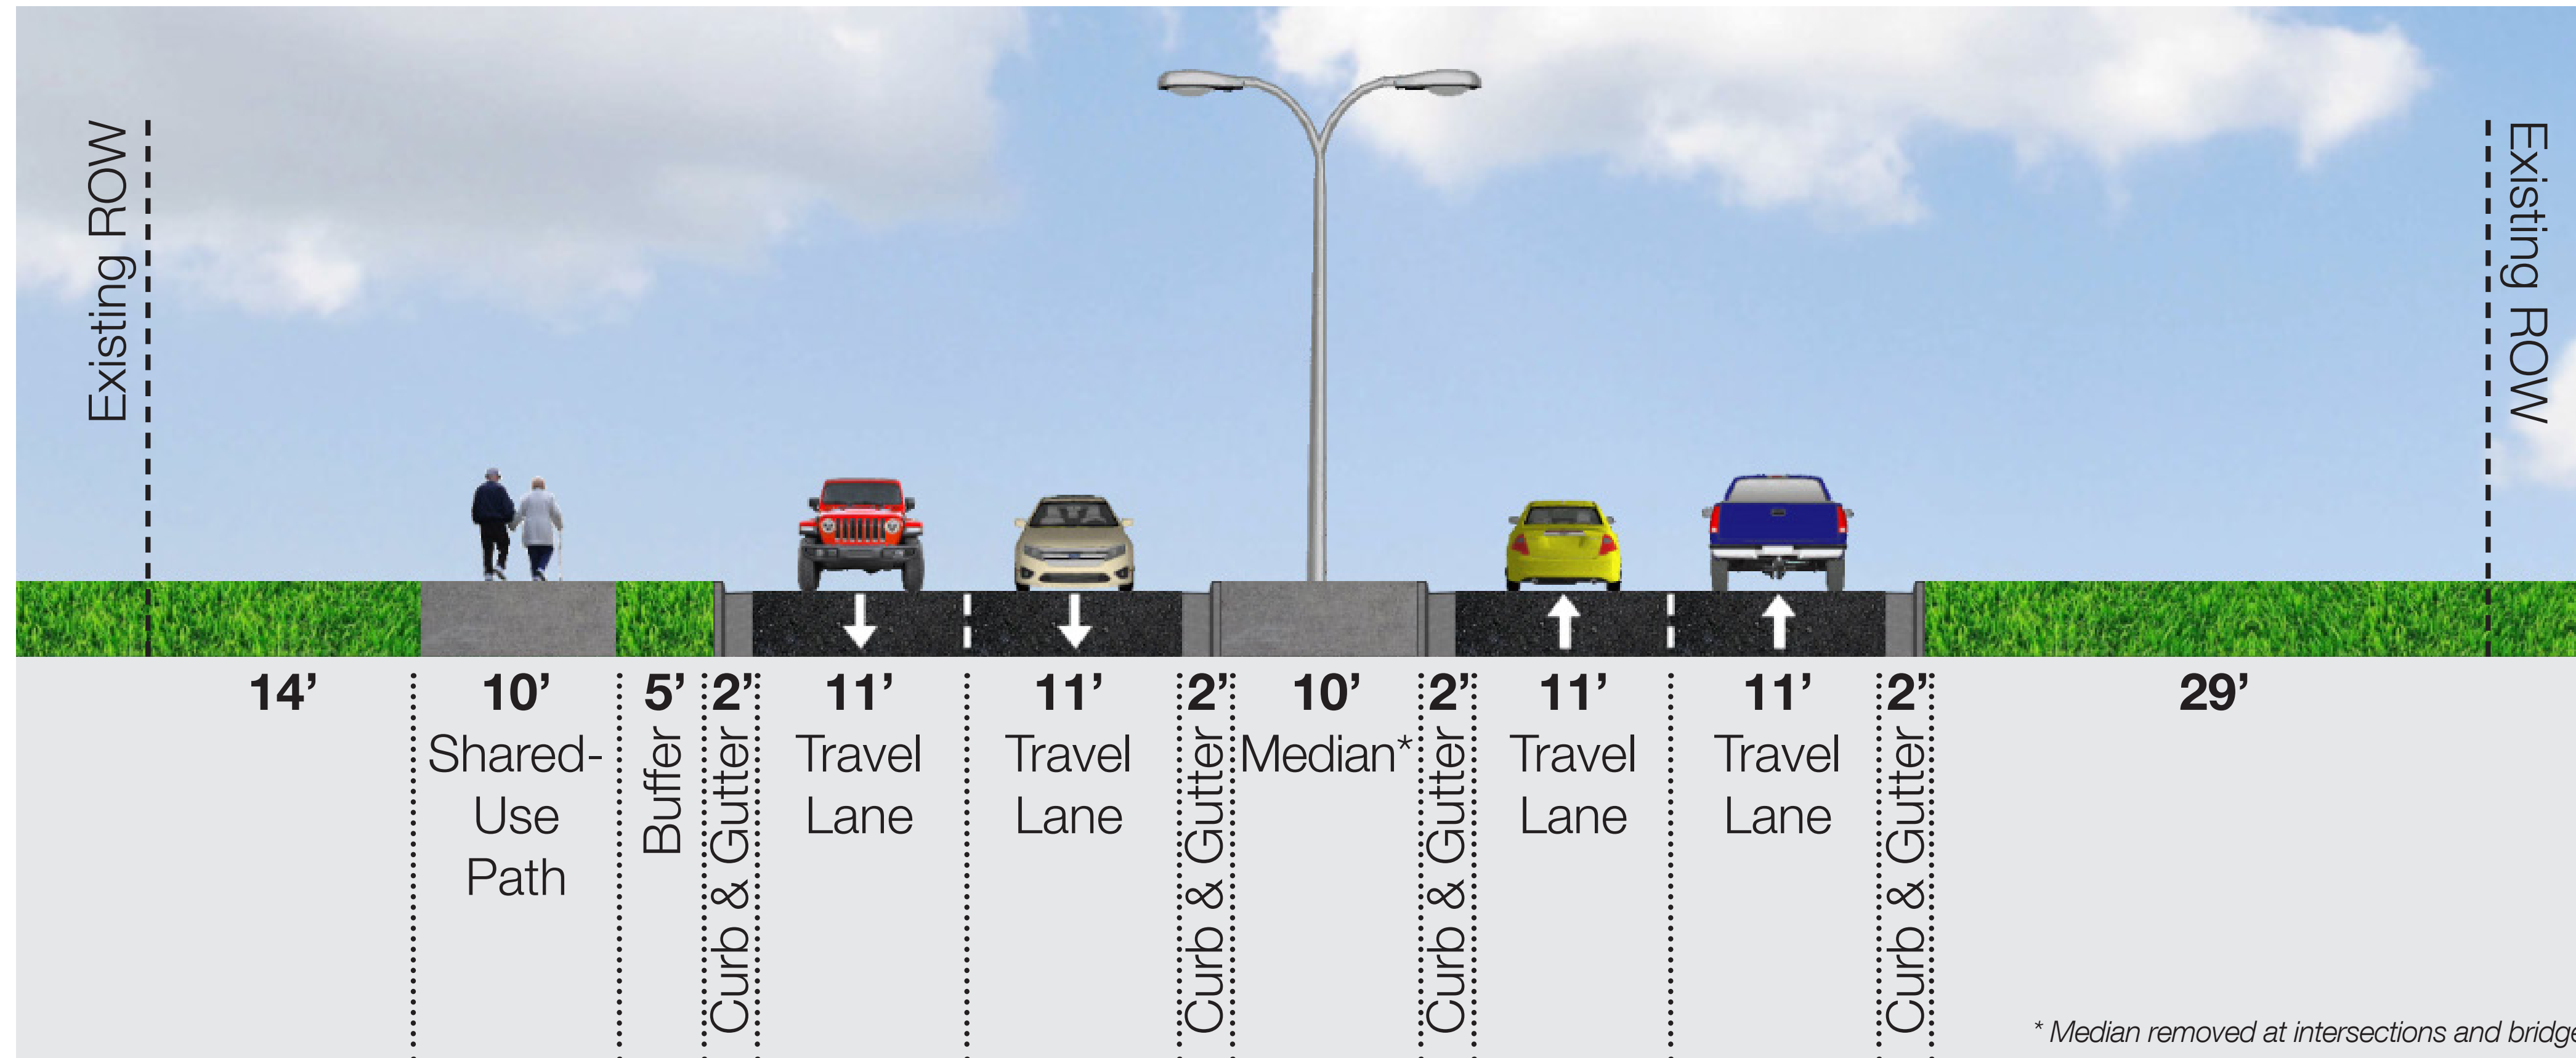 Existing ROW
Existing ROW
14’
10’
Shared-
Use
Path
5’
Buffer
2’
Curb & Gutter
11’
Travel
Lane
11’
Travel
Lane
2’
Curb & Gutter
10’
Median*
2’
Curb & Gutter
11’
Travel
Lane
11’
Travel
Lane
2’
Curb & Gutter
29’
* Median removed at intersections and bridge